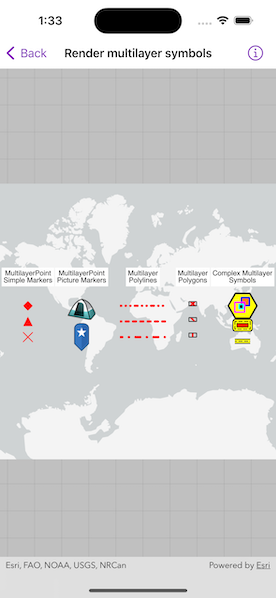 1:33
Back
Render multilayer symbols
MultilayerPoint
Simple Markers
MultilayerPoint
Picture Markers
Multilayer
Polylines
Multilayer
Polygons
Complex Multilayer
Symbols
Esri, FAO, NOAA, USGS, NRCan
Powered by Esri